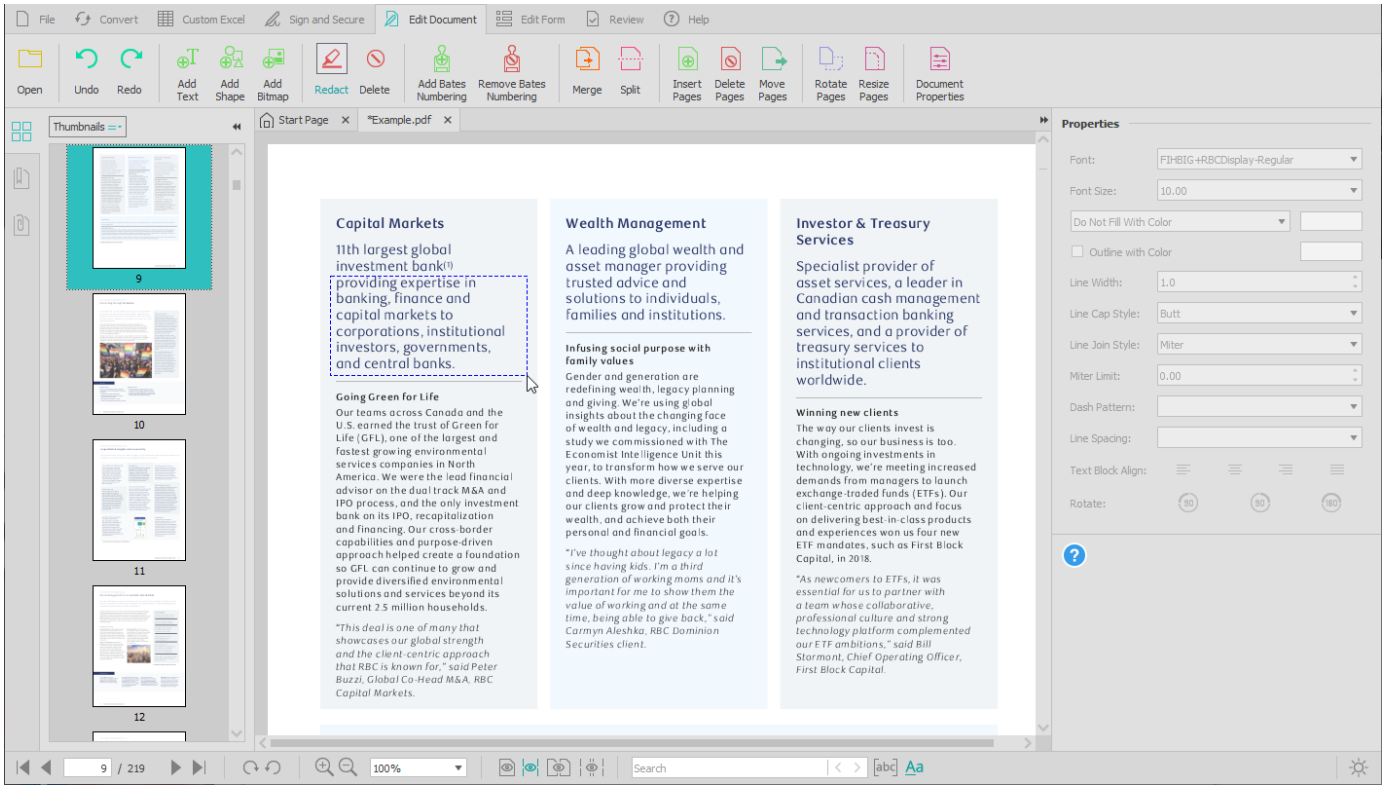 File Convert Custom Excel Sign and Secure Edit Document Edit Form Review Help
Open Undo Redo Add Text Add Shape Add Bitmap Redact Delete Add Bates Numbering Remove Bates Numbering Merge Split Insert Pages Delete Pages Move Pages Rotate Pages Resize Pages Document Properties
Thumbnails
9
10
11
12
Start Page *Example.pdf
Capital Markets
11th largest global
investment bank(1)
providing expertise in
banking, finance and
capital markets to
corporations, institutional
investors, governments,
and central banks.
Going Green for Life
Our teams across Canada and the
U.S. earned the trust of Green for
Life (GFL), one of the largest and
fastest growing environmental
services companies in North
America. We were the lead financial
advisor on the dual track M&A and
IPO process, and the only investment
bank on its IPO, recapitalization
and financing. Our cross-border
capabilities and purpose-driven
approach helped create a foundation
so GFL can continue to grow and
provide diversified environmental
solutions and services beyond its
current 2.5 million households.
"This deal is one of many that
showcases our global strength
and the client-centric approach
that RBC is known for," said Peter
Buzzi, Global Co-Head M&A, RBC
Capital Markets.
Wealth Management
A leading global wealth and
asset manager providing
trusted advice and
solutions to individuals,
families and institutions.
Infusing social purpose with
family values
Gender and generation are
redefining wealth, legacy planning
and giving. We're using global
insights about the changing face
of wealth and legacy, including a
study we commissioned with The
Economist Intelligence Unit this
year, to transform how we serve our
clients. With more diverse expertise
and deep knowledge, we're helping
our clients grow and protect their
wealth, and achieve both their
personal and financial goals.
"I've thought about legacy a lot
since having kids. I'm a third
generation of working moms and it's
important for me to show them the
value of working and at the same
time, being able to give back," said
Carmyn Aleshka, RBC Dominion
Securities client.
Investor & Treasury
Services
Specialist provider of
asset services, a leader in
Canadian cash management
and transaction banking
services, and a provider of
treasury services to
institutional clients
worldwide.
Winning new clients
The way our clients invest is
changing, so our business is too.
With ongoing investments in
technology, we're meeting increased
demands from managers to launch
exchange-traded funds (ETFs). Our
client-centric approach and focus
on delivering best-in-class products
and experiences won us four new
ETF mandates, such as First Block
Capital, in 2018.
"As newcomers to ETFs, it was
essential for us to partner with
a team whose collaborative,
professional culture and strong
technology platform complemented
our ETF ambitions," said Bill
Stormont, Chief Operating Officer,
First Block Capital.
Properties
Font: FIHBIG+RBCDisplay-Regular
Font Size: 10.00
Do Not Fill With Color
Outline with Color
Line Width: 1.0
Line Cap Style: Butt
Line Join Style: Miter
Miter Limit: 0.00
Dash Pattern:
Line Spacing:
Text Block Align:
Rotate: 90 90 180
?
9 / 219 100% Search abc Aa